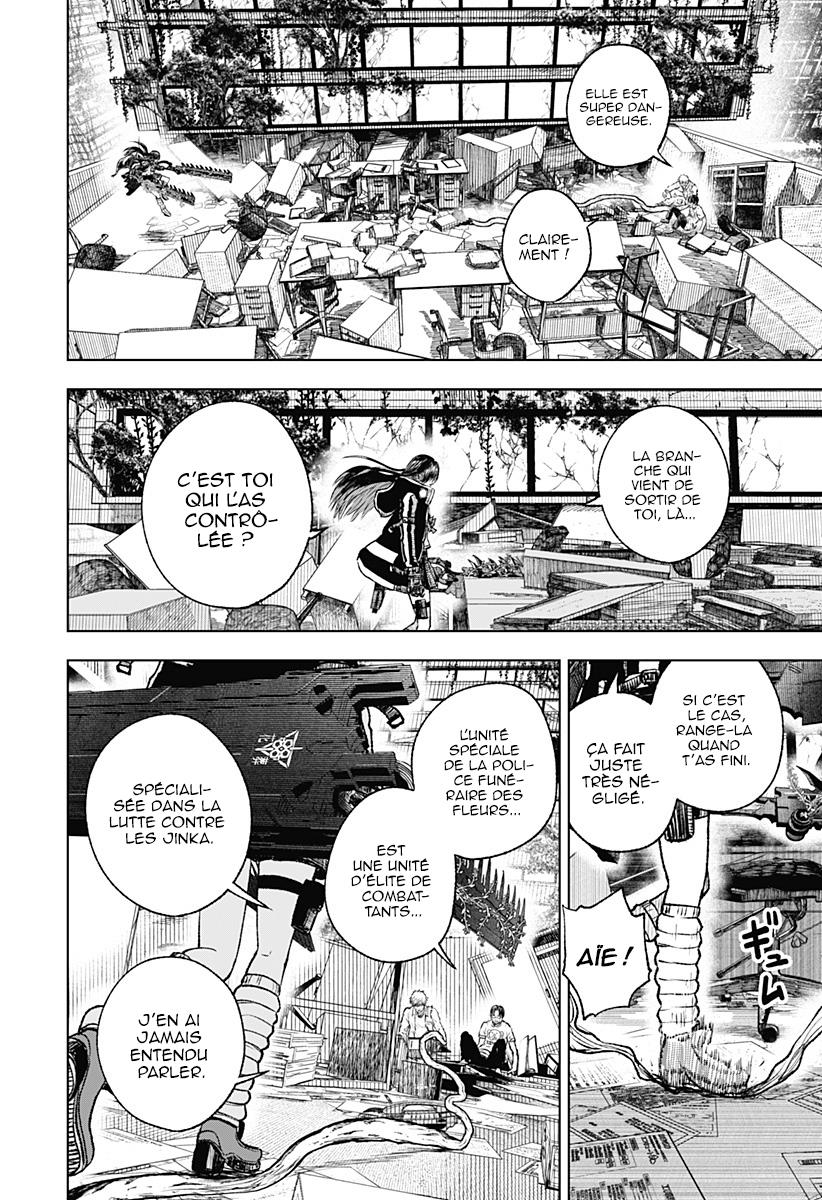 ELLE EST
SUPER DAN-
GEREUSE.
CLAIRE-
MENT !
LA BRAN-
CHE QUI
VIENT DE
SORTIR DE
TOI, LÀ...
C'EST TOI
QUI L'AS
CONTRÔ-
LÉE ?
SI C'EST
LE CAS,
RANGE-LA
QUAND
T'AS FINI.
ÇA FAIT
JUSTE
TRÈS NÉ-
GLIGÉ.
ギュム
AÏE !
L'UNITÉ
SPÉCIALE
DE LA POLI-
CE FUNÉ-
RAIRE DES
FLEURS...
EST
UNE UNITÉ
D'ÉLITE DE
COMBAT-
TANTS...
SPÉCIALI-
SÉE DANS LA
LUTTE CONTRE
LES JINKA.
J'EN AI
JAMAIS
ENTENDU
PARLER.